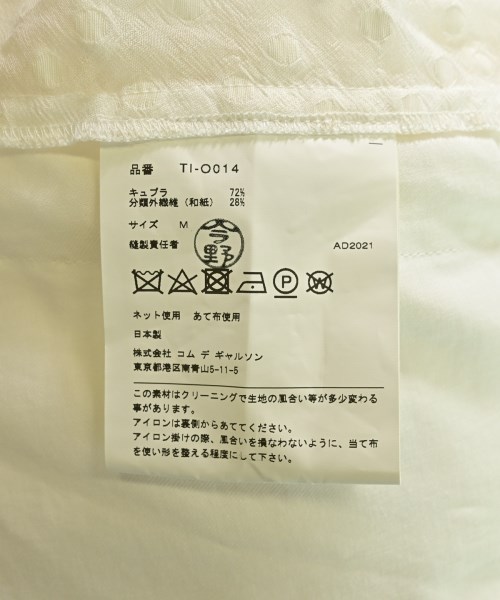 品番 TI-O014
キュプラ 72%
分類外繊維(和紙) 28%
サイズ M
縫製責任者 今野 AD2021
P W
ネット使用 あて布使用
日本製
株式会社 コム デ ギャルソン
東京都港区南青山5-11-5
この素材はクリーニングで生地の風合い等が多少変わる
事があります。
アイロンは裏側からあててください。
アイロン掛けの際、風合いを損なわないように、当て布
を使い形を整える程度にして下さい。